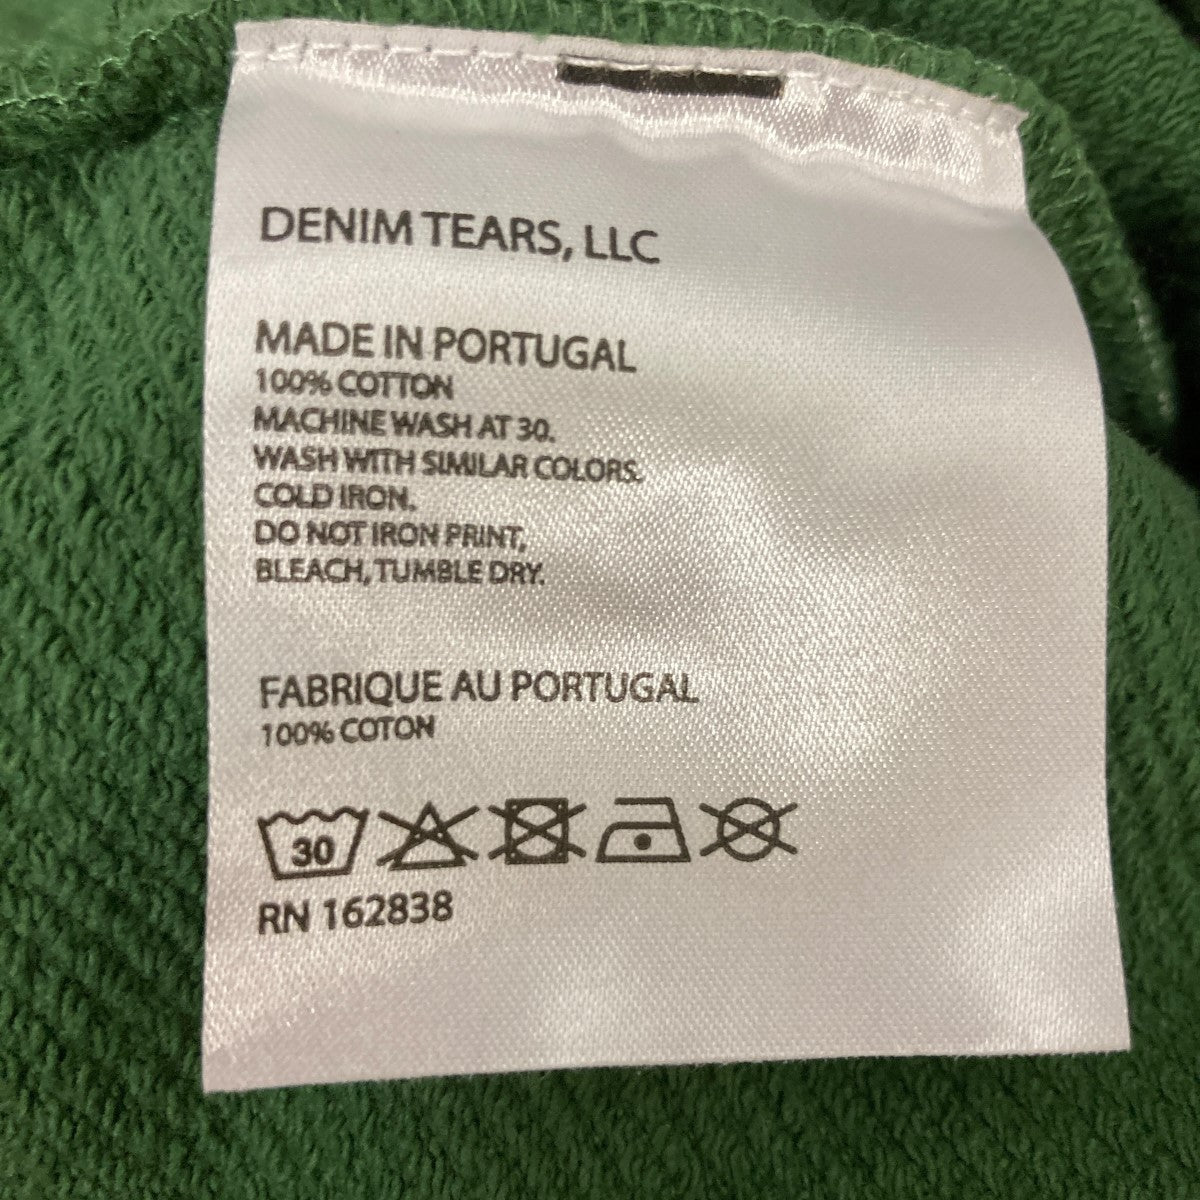 DENIM TEARS, LLC
MADE IN PORTUGAL
100% COTTON
MACHINE WASH AT 30.
WASH WITH SIMILAR COLORS.
COLD IRON.
DO NOT IRON PRINT,
BLEACH, TUMBLE DRY.
FABRIQUE AU PORTUGAL
100% COTON
30
RN 162838